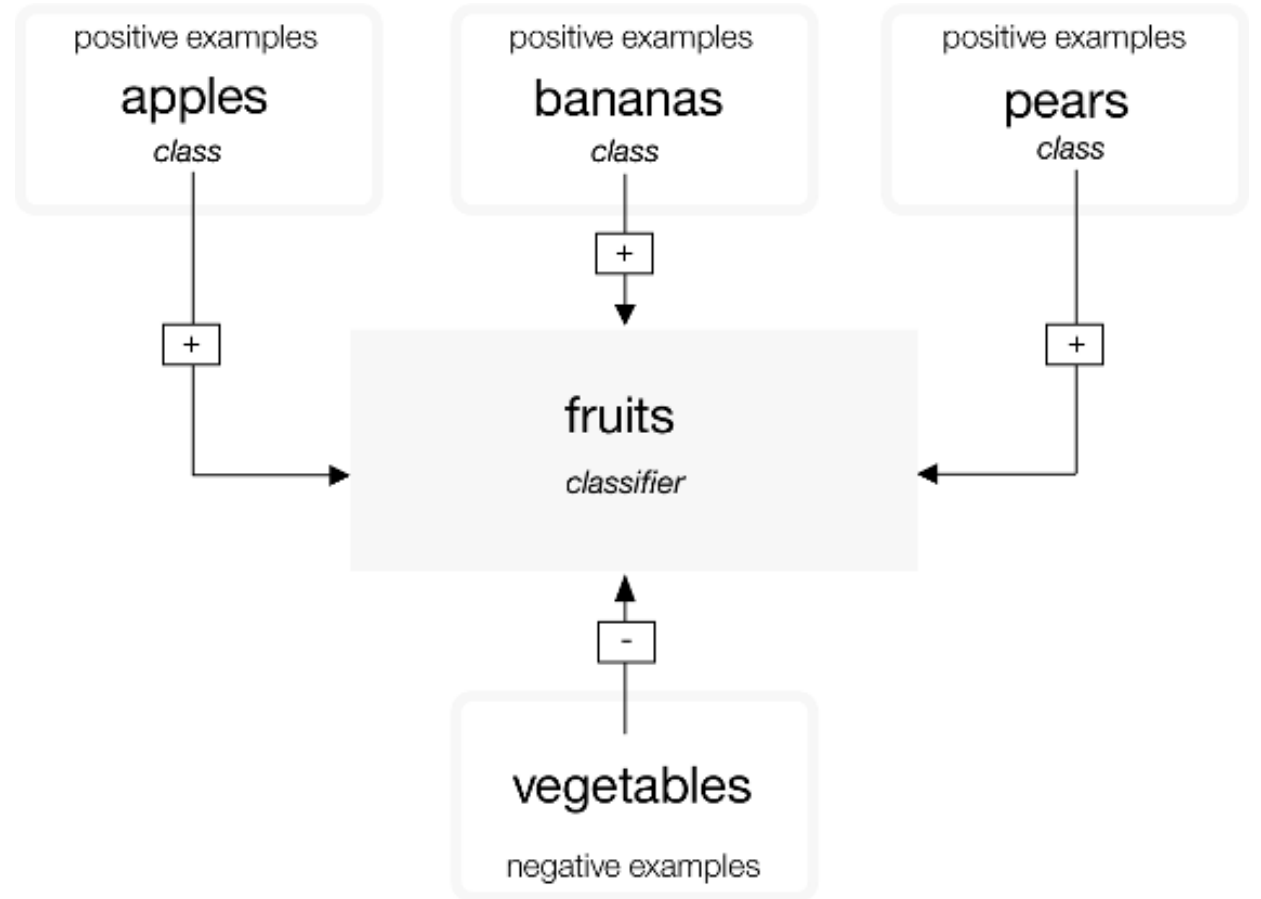 positive examples
apples
class
positive examples
bananas
class
positive examples
pears
class
+
+
+
fruits
classifier
-
vegetables
negative examples